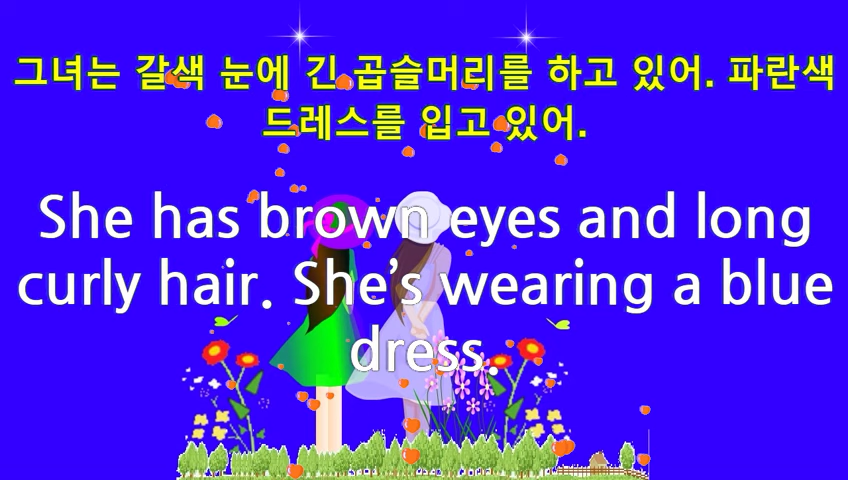 그녀는 갈색 눈에 긴 곱슬머리를 하고 있어. 파란색
드레스를 입고 있어.
She has brown eyes and long
curly hair. She’s wearing a blue
dress.